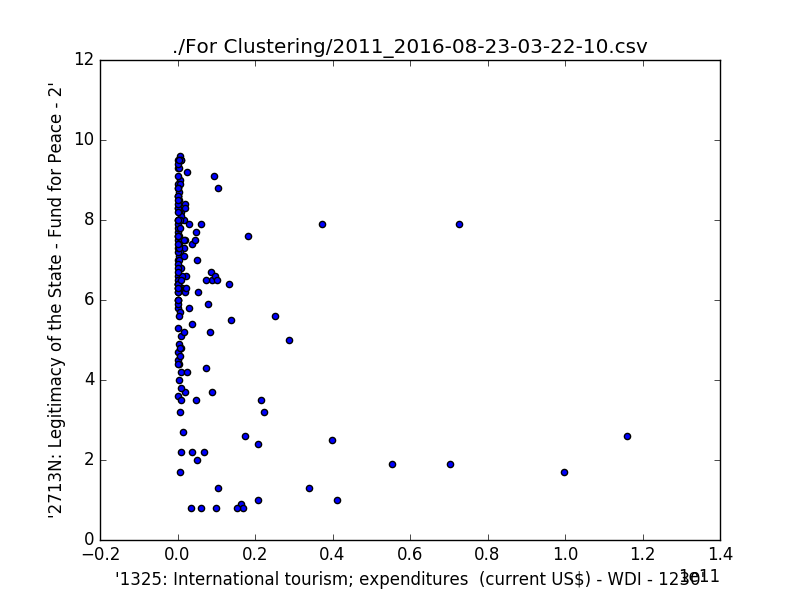 ./For Clustering/2011_2016-08-23-03-22-10.csv
'2713N: Legitimacy of the State - Fund for Peace - 2'
12
10
8
6
4
2
0
−0.2 0.0 0.2 0.4 0.6 0.8 1.0 1.2 1.4
1e11
'1325: International tourism; expenditures (current US$) - WDI - 1230'